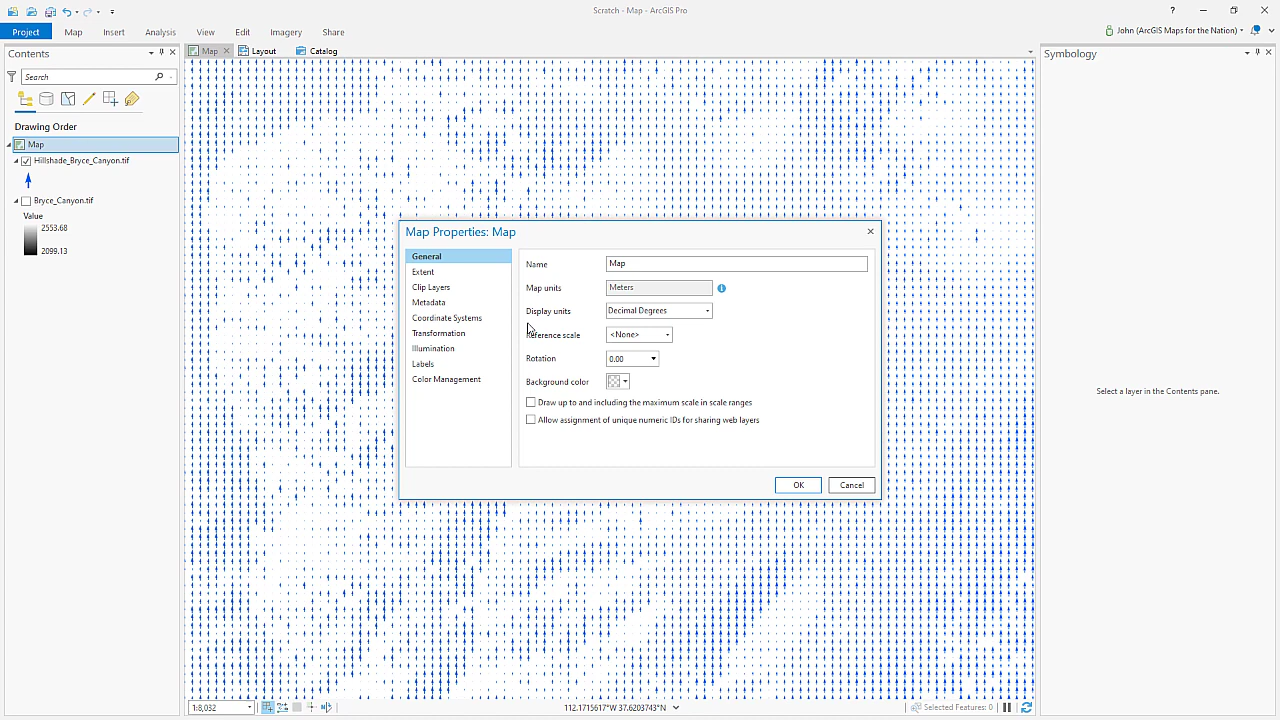 Scratch - Map - ArcGIS Pro
?
Project Map Insert Analysis View Edit Imagery Share
John (ArcGIS Maps for the Nation)
Contents
Map Layout Catalog
Symbology
Search
Drawing Order
Map
Hillshade_Bryce_Canyon.tif
Bryce_Canyon.tif
Value
2553.68
2099.13
Map Properties: Map
General
Extent
Clip Layers
Metadata
Coordinate Systems
Transformation
Illumination
Labels
Color Management
Name Map
Map units Meters
Display units Decimal Degrees
Reference scale <None>
Rotation 0.00
Background color
Draw up to and including the maximum scale in scale ranges
Allow assignment of unique numeric IDs for sharing web layers
OK Cancel
Select a layer in the Contents pane.
1:8,032
112.1715617°W 37.6203743°N
Selected Features: 0